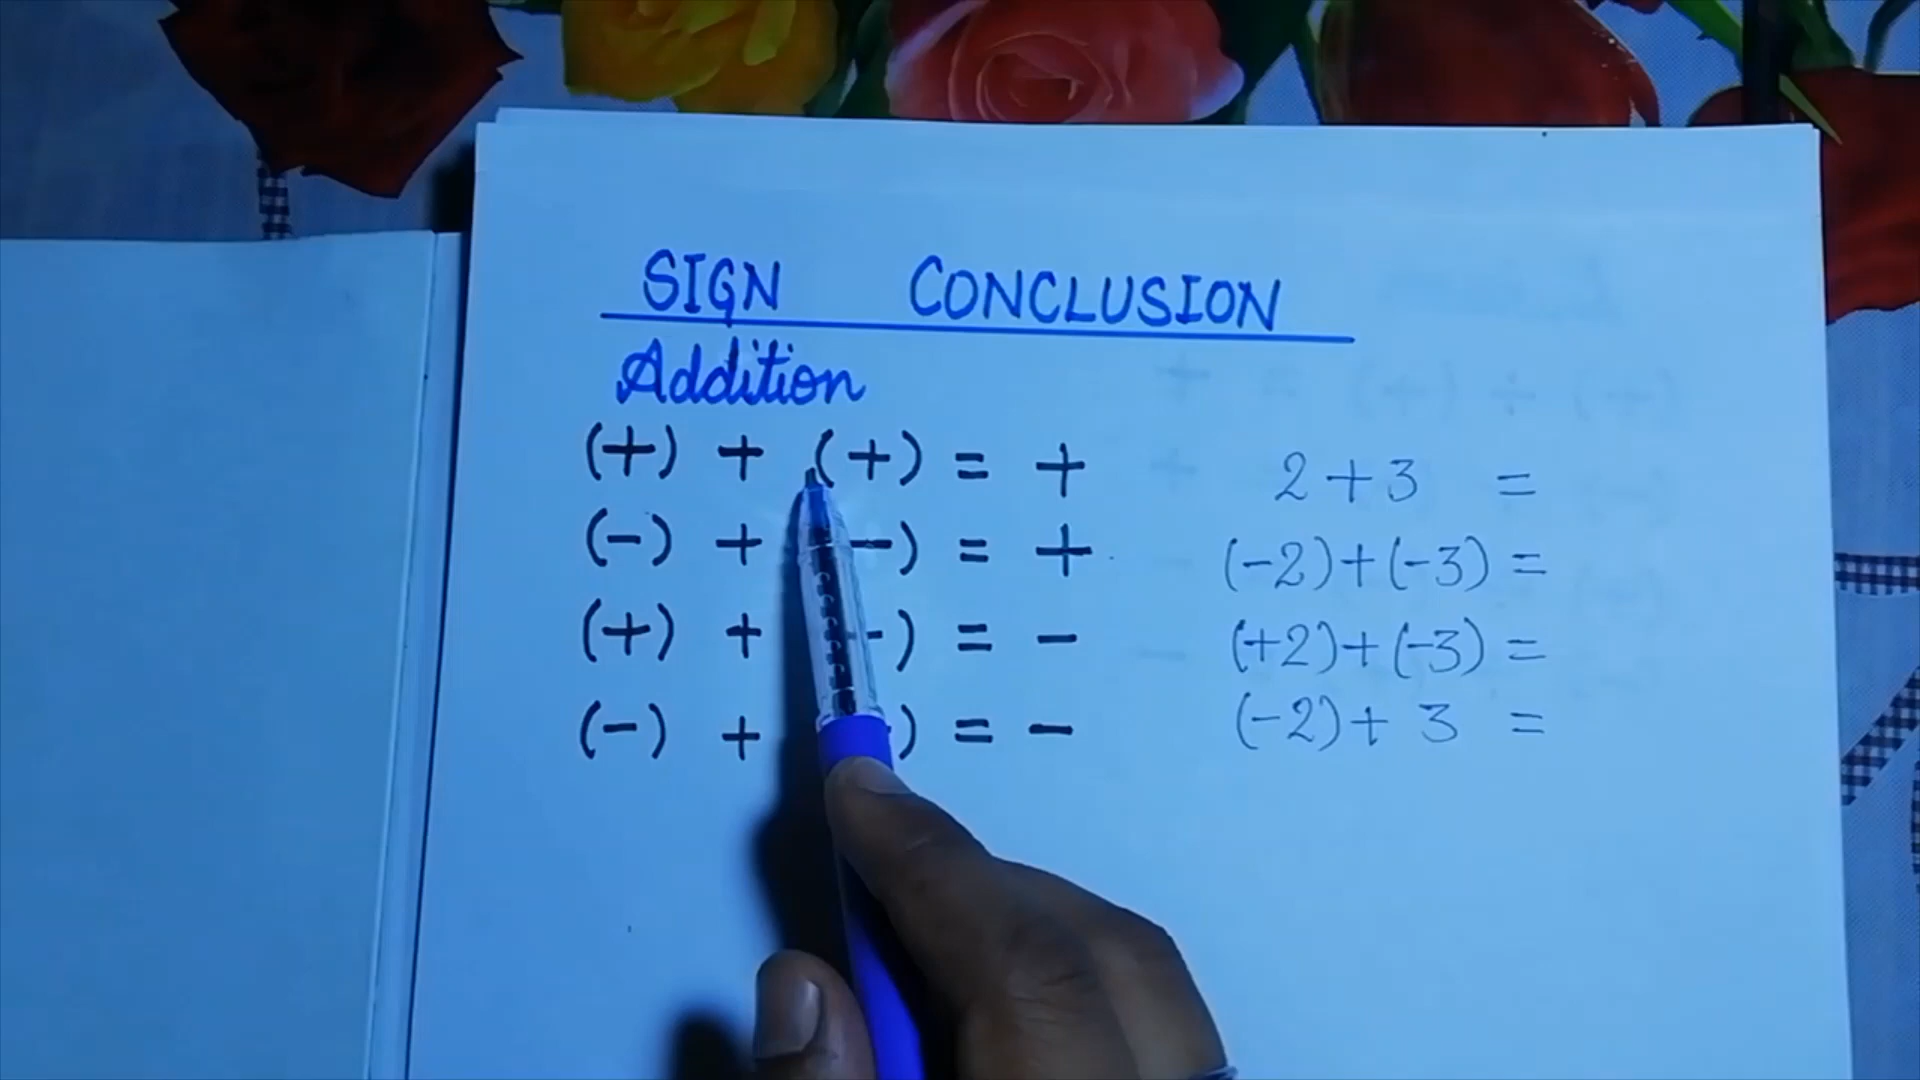 SIGN CONCLUSION
Addition
(+) + (+) = + 2+3 =
(-) + -) = + (-2)+(-3) =
(+) + -) = - (+2)+(-3) =
(-) + ) = - (-2)+ 3 =